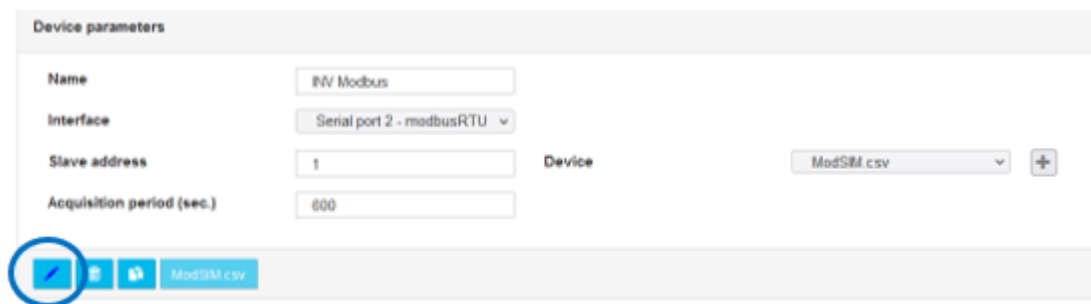 Device parameters
Name INV Modbus
Interface Serial port 2 - modbusRTU
Slave address 1 Device ModSIM.csv
Acquisition period (sec.) 600
ModSIM.csv